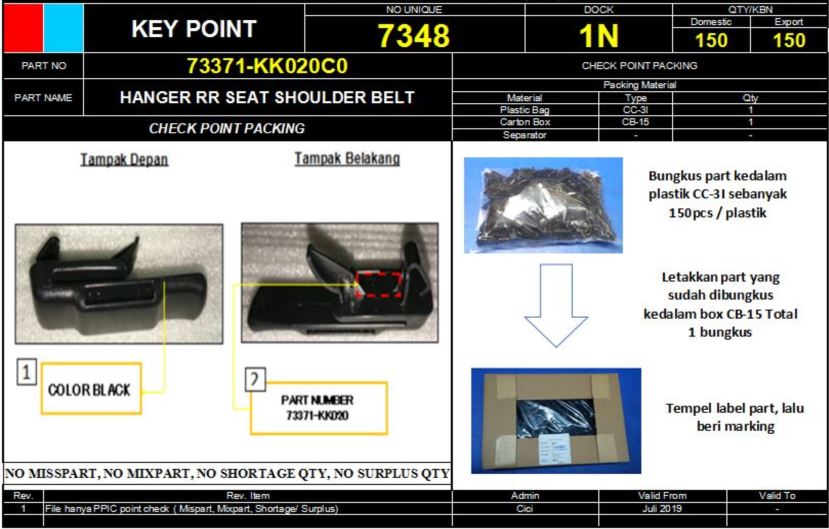 KEY POINT
NO UNIQUE
7348
DOCK
1N
QTY/KBN
Domestic Export
150 150
PART NO
73371-KK020C0
CHECK POINT PACKING
PART NAME
HANGER RR SEAT SHOULDER BELT
Packing Material
Material Type Qty
Plastic Bag CC-3I 1
Carton Box CB-15 1
Separator - -
CHECK POINT PACKING
Tampak Depan
Tampak Belakang
1
COLOR BLACK
2
PART NUMBER
73371-KK020
Bungkus part kedalam
plastik CC-3I sebanyak
150pcs / plastik
Letakkan part yang
sudah dibungkus
kedalam box CB-15 Total
1 bungkus
Tempel label part, lalu
beri marking
NO MISSPART, NO MIXPART, NO SHORTAGE QTY, NO SURPLUS QTY
Rev. Rev. Item Admin Valid From Valid To
1 File hanya PPIC point check ( Mispart, Mixpart, Shortage/ Surplus) Cici Juli 2019 -